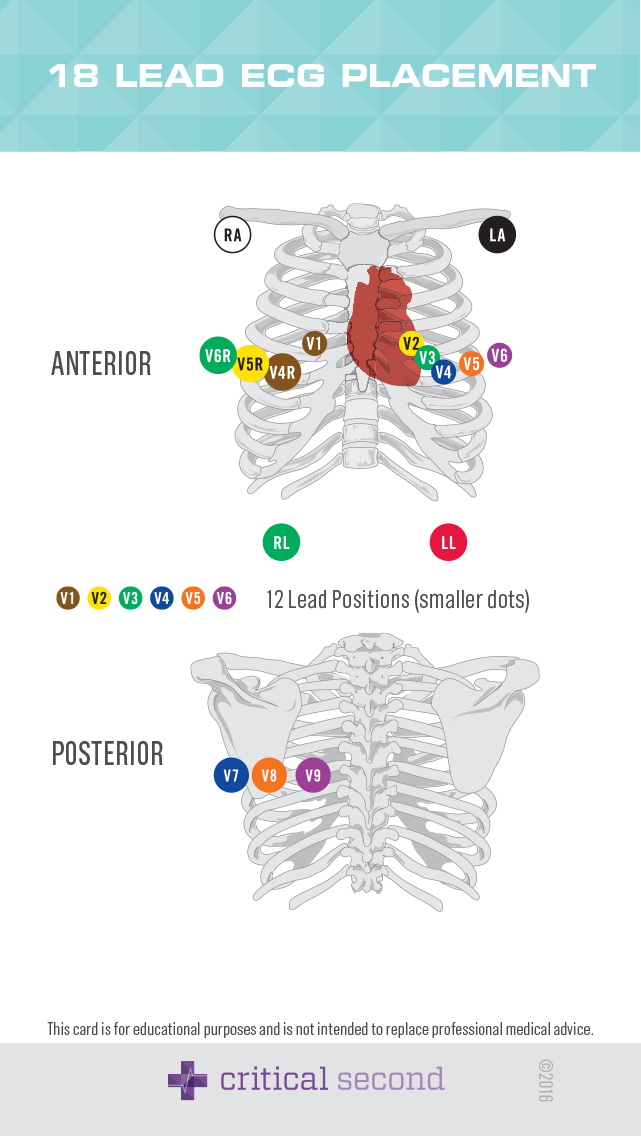 18 LEAD ECG PLACEMENT
RA
LA
ANTERIOR
V6R
V5R
V4R
V1
V2
V3
V4
V5
V6
RL
LL
V1 V2 V3 V4 V5 V6 12 Lead Positions (smaller dots)
POSTERIOR
V7
V8
V9
This card is for educational purposes and is not intended to replace professional medical advice.
critical second
©2016